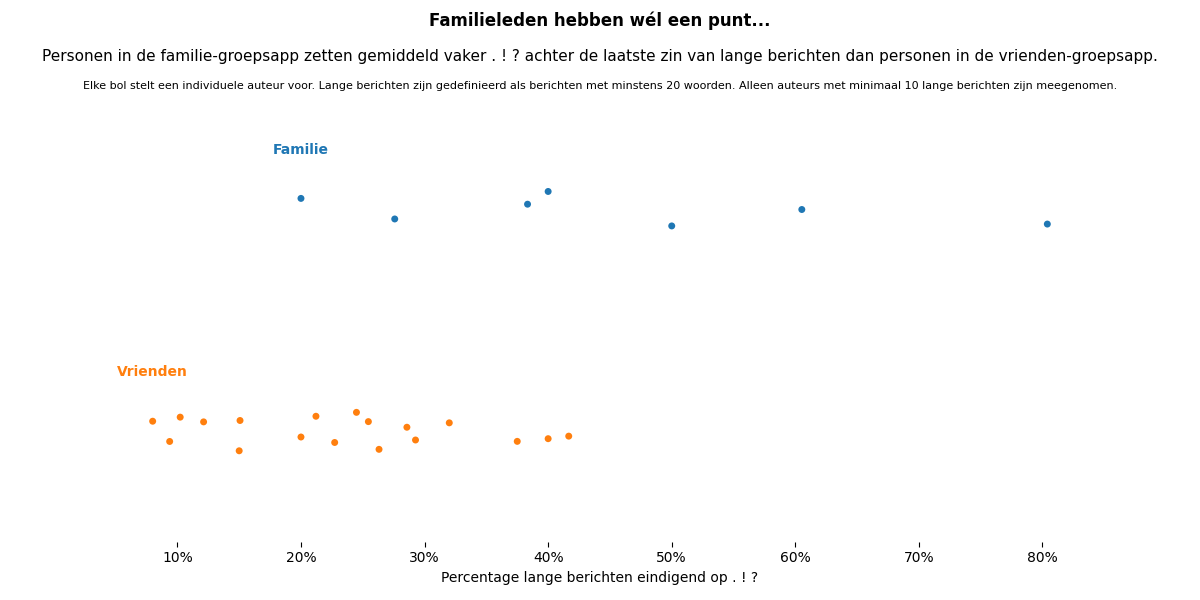 Familieleden hebben wél een punt...
Personen in de familie-groepsapp zetten gemiddeld vaker . ! ? achter de laatste zin van lange berichten dan personen in de vrienden-groepsapp.
Elke bol stelt een individuele auteur voor. Lange berichten zijn gedefinieerd als berichten met minstens 20 woorden. Alleen auteurs met minimaal 10 lange berichten zijn meegenomen.
Familie
Vrienden
10% 20% 30% 40% 50% 60% 70% 80%
Percentage lange berichten eindigend op . ! ?